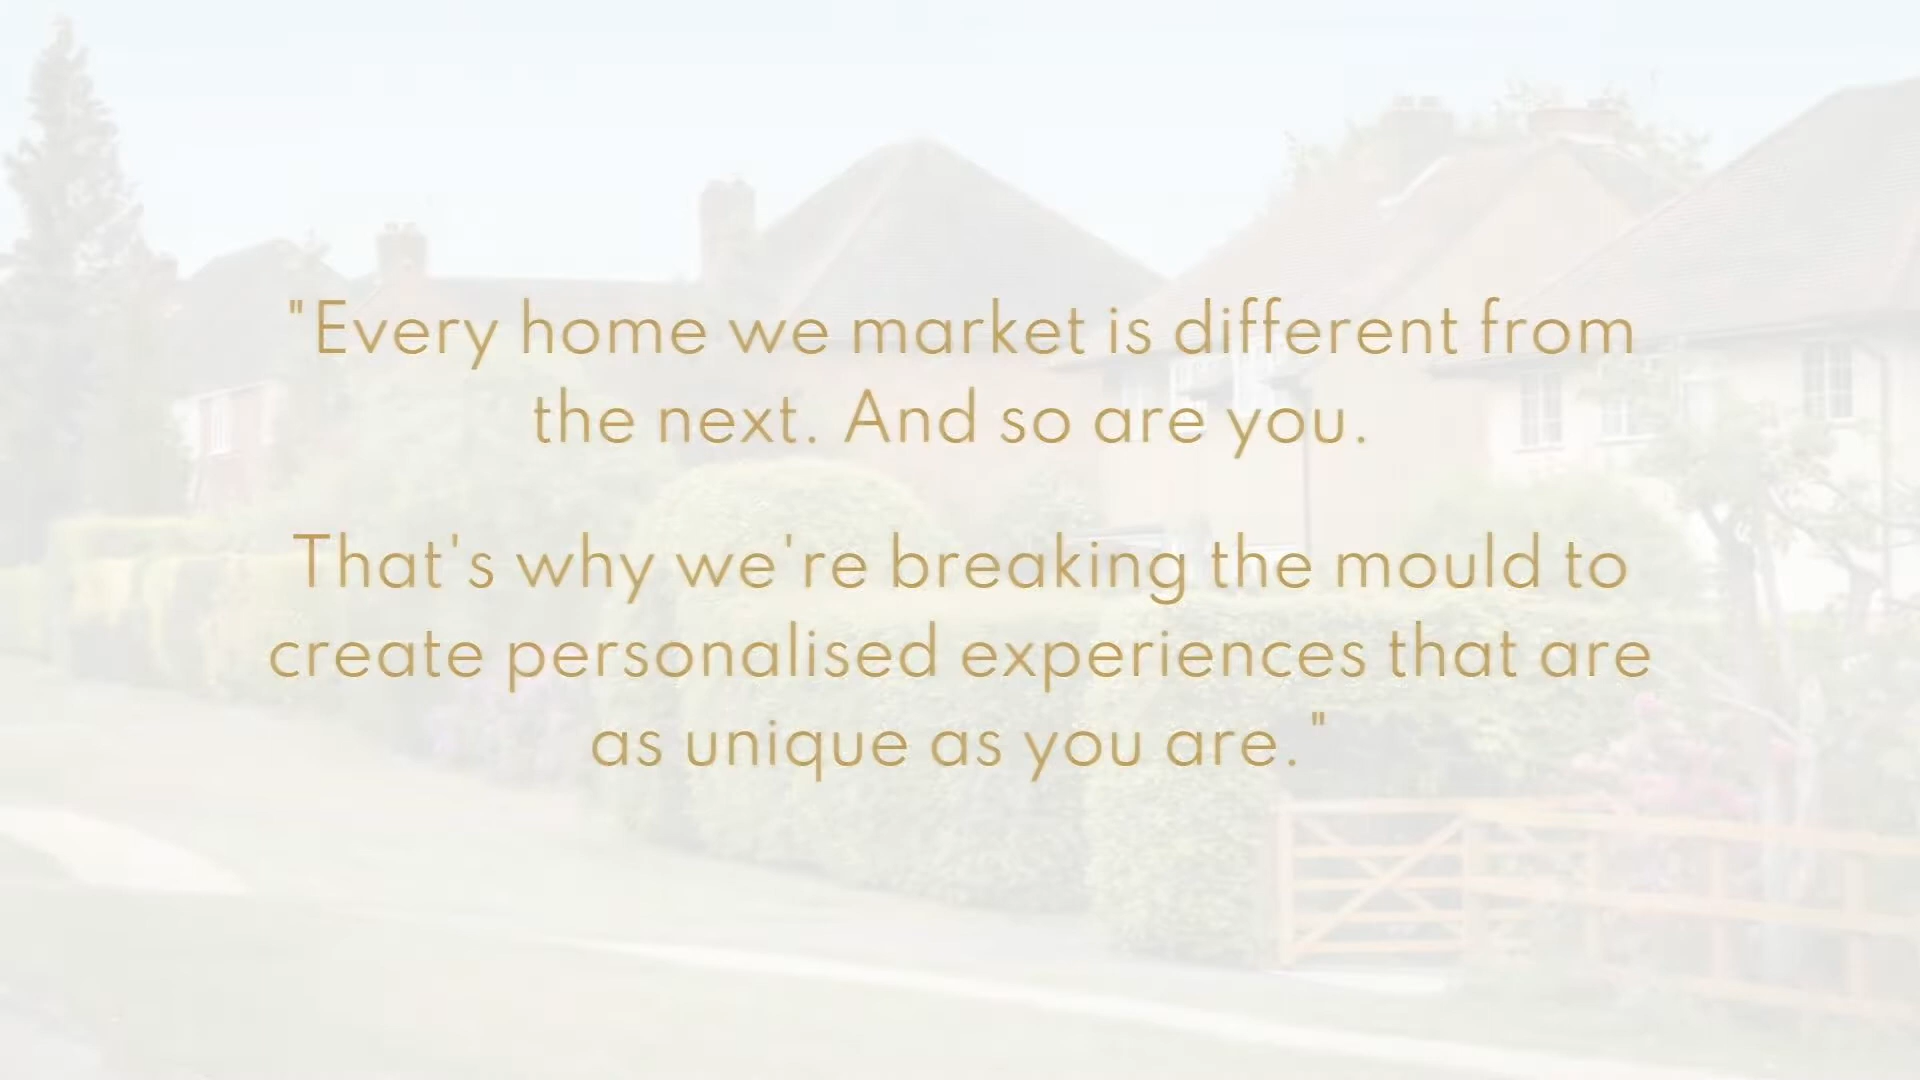 "Every home we market is different from
the next. And so are you.
That's why we're breaking the mould to
create personalised experiences that are
as unique as you are."